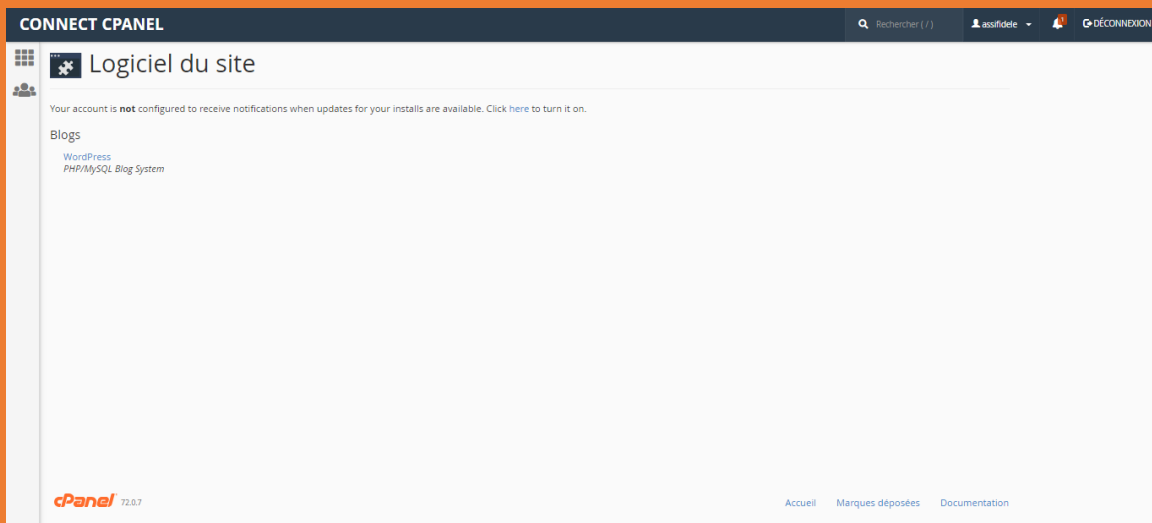 CONNECT CPANEL
Rechercher ( / )
assifidele
1
DÉCONNEXION
Logiciel du site
Your account is not configured to receive notifications when updates for your installs are available. Click here to turn it on.
Blogs
WordPress
PHP/MySQL Blog System
cPanel 72.0.7
Accueil Marques déposées Documentation